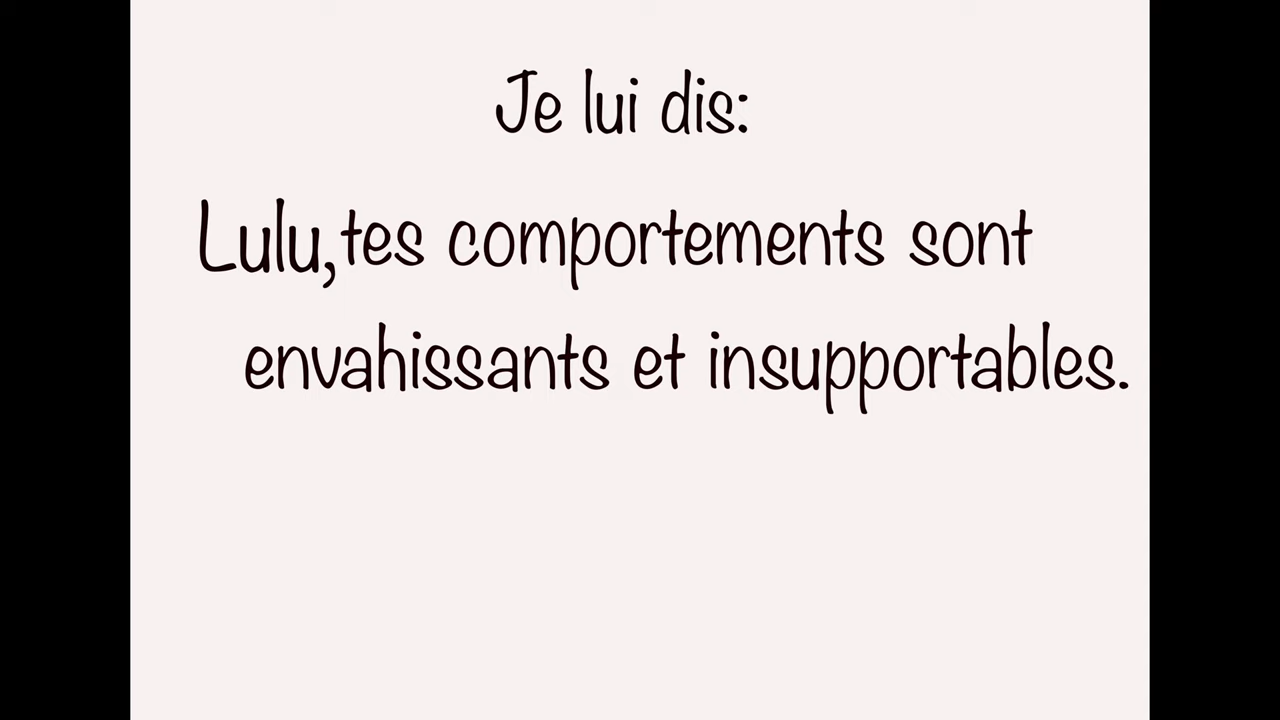 Je lui dis:
Lulu,tes comportements sont
envahissants et insupportables.